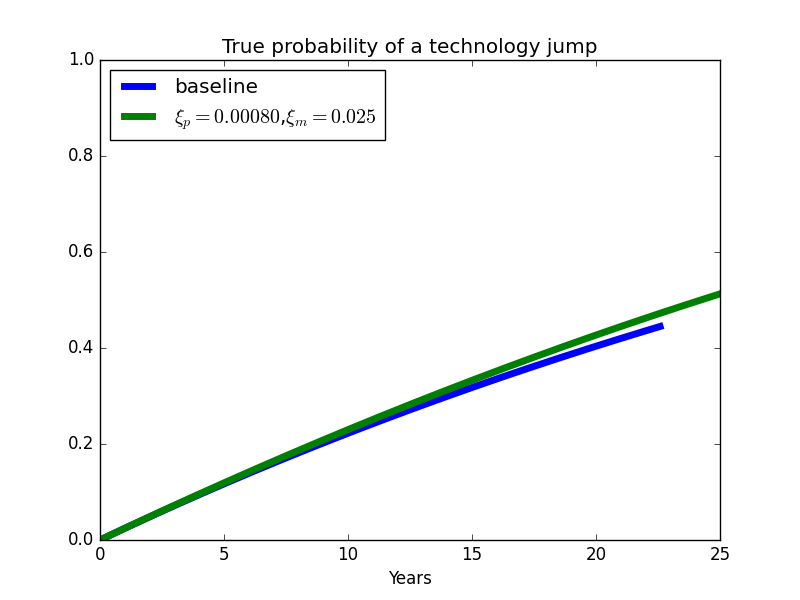 True probability of a technology jump
baseline
ξₚ = 0.00080,ξₘ = 0.025
1.0
0.8
0.6
0.4
0.2
0.0
0 5 10 15 20 25
Years